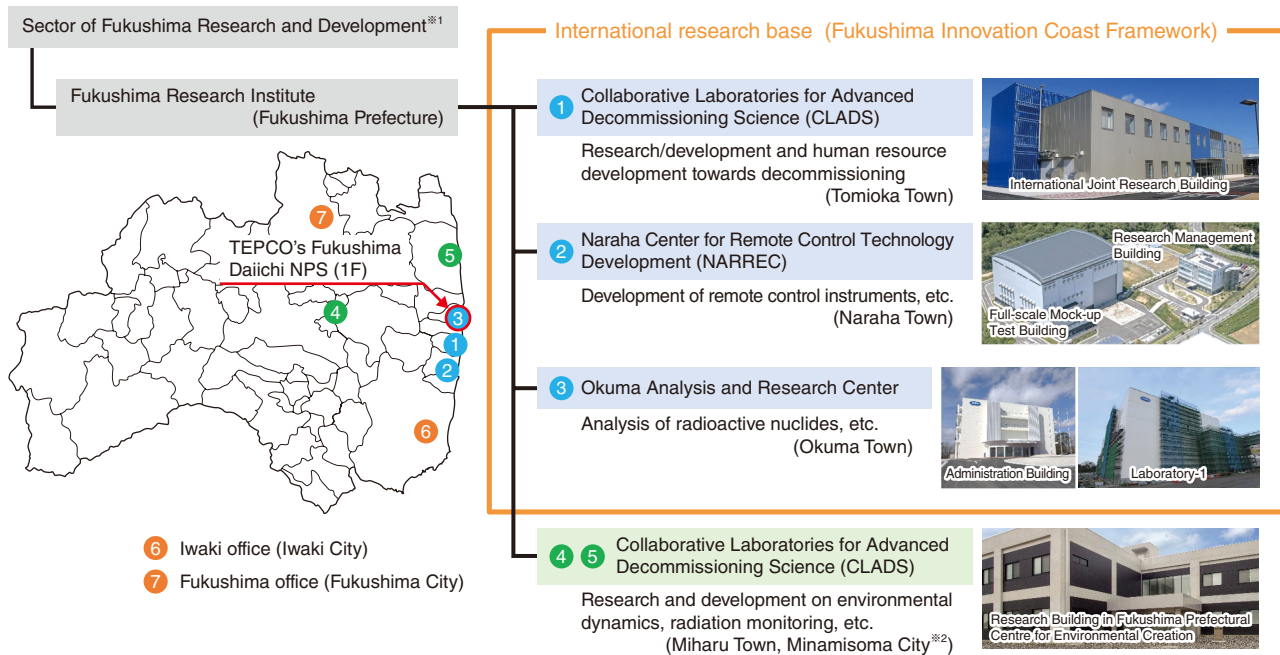 Sector of Fukushima Research and Development※1
Fukushima Research Institute
(Fukushima Prefecture)
International research base (Fukushima Innovation Coast Framework)
1 Collaborative Laboratories for Advanced
Decommissioning Science (CLADS)
Research/development and human resource
development towards decommissioning
(Tomioka Town)
International Joint Research Building
2 Naraha Center for Remote Control Technology
Development (NARREC)
Development of remote control instruments, etc.
(Naraha Town)
Research Management
Building
Full-scale Mock-up
Test Building
3 Okuma Analysis and Research Center
Analysis of radioactive nuclides, etc.
(Okuma Town)
Administration Building
Laboratory-1
4 5 Collaborative Laboratories for Advanced
Decommissioning Science (CLADS)
Research and development on environmental
dynamics, radiation monitoring, etc.
(Miharu Town, Minamisoma City※2)
Research Building in Fukushima Prefectural
Centre for Environmental Creation
7
TEPCO's Fukushima
Daiichi NPS (1F)
5
4
3
1
2
6
6 Iwaki office (Iwaki City)
7 Fukushima office (Fukushima City)